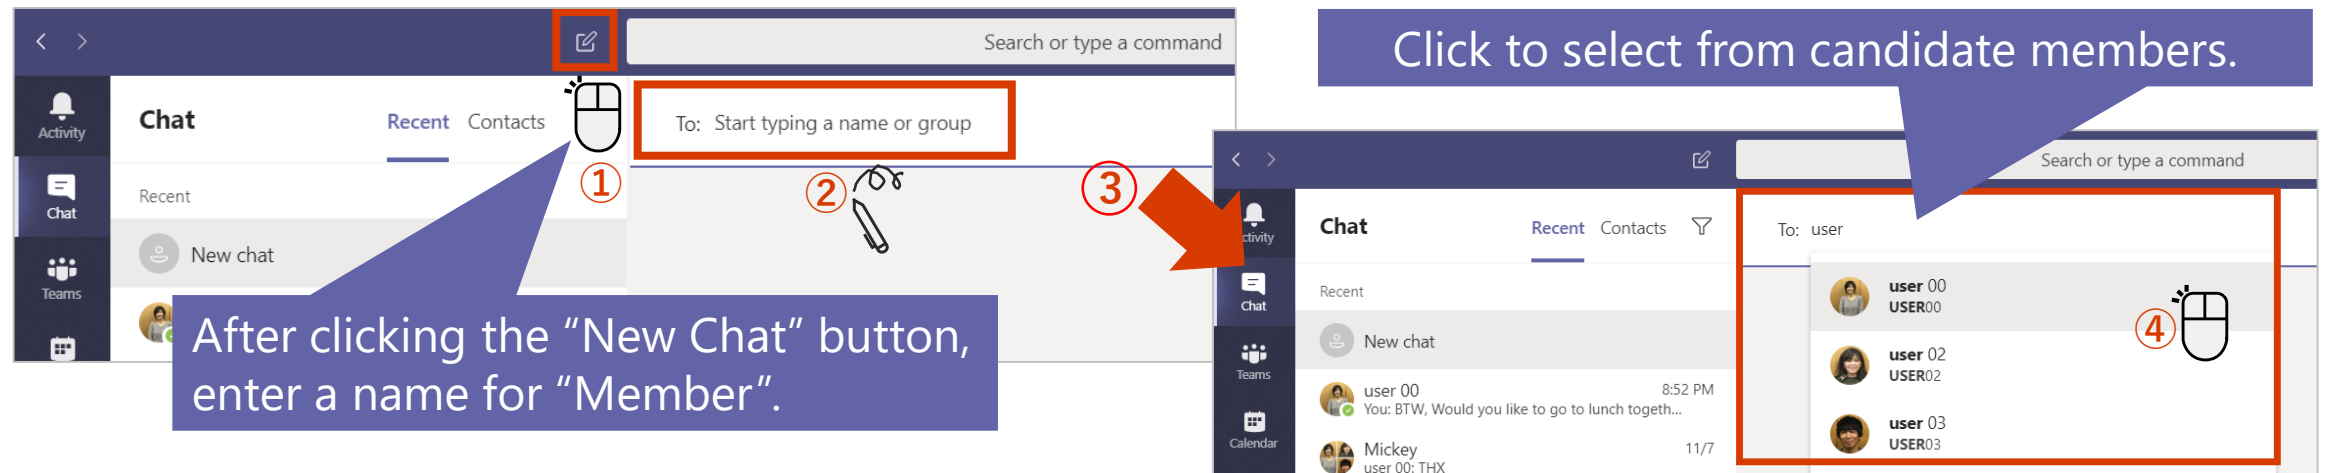 Search or type a command
Activity
Chat
Recent Contacts
To: Start typing a name or group
①
②
③
Chat
Recent
New chat
Teams
After clicking the “New Chat” button,
enter a name for “Member”.
Click to select from candidate members.
Search or type a command
ctivity
Chat
Recent Contacts
To: user
Chat
Recent
New chat
Teams
user 00 8:52 PM
You: BTW, Would you like to go to lunch togeth...
Calendar
Mickey 11/7
user 00: THX
user 00
USER00
④
user 02
USER02
user 03
USER03